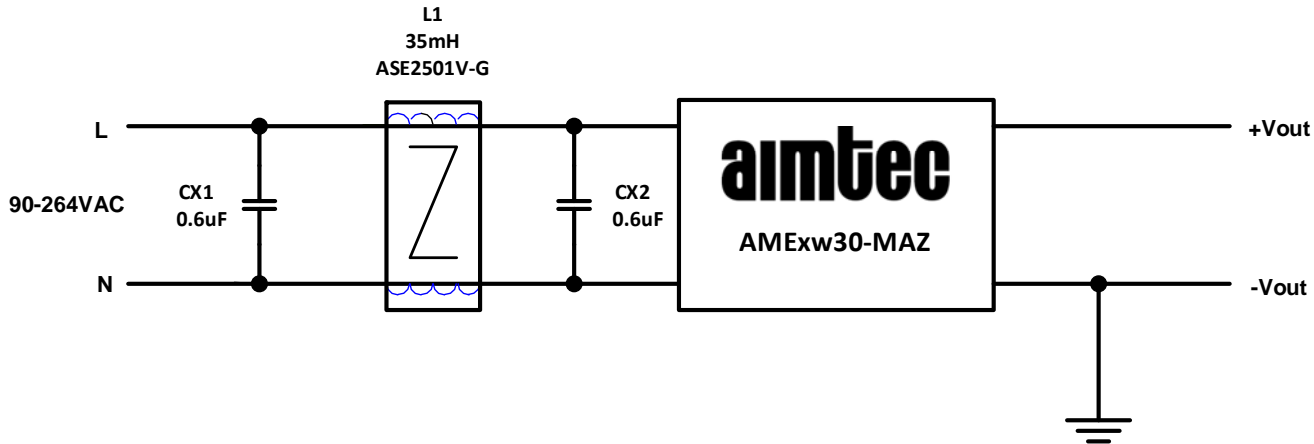 L1
35mH
ASE2501V-G
L
+Vout
aimtec
CX1
0.6uF
CX2
0.6uF
90-264VAC
AMExw30-MAZ
N
-Vout